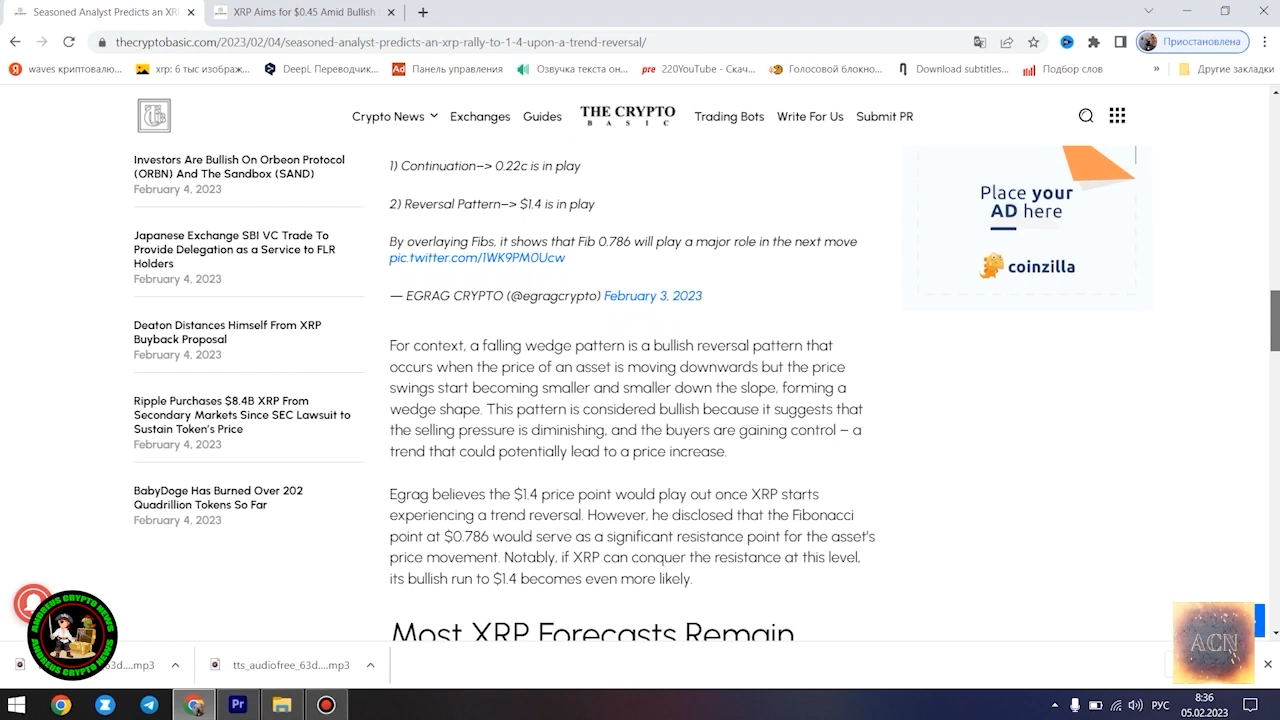 Seasoned Analyst Predicts an XRP
XRP Aims for $0.45 Amid Bullish
thecryptobasic.com/2023/02/04/seasoned-analyst-predicts-an-xrp-rally-to-1-4-upon-a-trend-reversal/
Приостановлена
waves криптовалю...
xrp: 6 тыс изображ...
DeepL Переводчик...
Ad Панель управления
Озвучка текста он...
pre 220YouTube - Скач...
Голосовой блокно...
Download subtitles...
Подбор слов
»
Другие закладки
Crypto News
Exchanges
Guides
THE CRYPTO
BASIC
Trading Bots
Write For Us
Submit PR
Investors Are Bullish On Orbeon Protocol
(ORBN) And The Sandbox (SAND)
February 4, 2023
Japanese Exchange SBI VC Trade To
Provide Delegation as a Service to FLR
Holders
February 4, 2023
Deaton Distances Himself From XRP
Buyback Proposal
February 4, 2023
Ripple Purchases $8.4B XRP From
Secondary Markets Since SEC Lawsuit to
Sustain Token's Price
February 4, 2023
BabyDoge Has Burned Over 202
Quadrillion Tokens So Far
February 4, 2023
1) Continuation–> 0.22c is in play
2) Reversal Pattern–> $1.4 is in play
By overlaying Fibs, it shows that Fib 0.786 will play a major role in the next move
pic.twitter.com/1WK9PM0Ucw
— EGRAG CRYPTO (@egragcrypto) February 3, 2023
For context, a falling wedge pattern is a bullish reversal pattern that
occurs when the price of an asset is moving downwards but the price
swings start becoming smaller and smaller down the slope, forming a
wedge shape. This pattern is considered bullish because it suggests that
the selling pressure is diminishing, and the buyers are gaining control – a
trend that could potentially lead to a price increase.
Egrag believes the $1.4 price point would play out once XRP starts
experiencing a trend reversal. However, he disclosed that the Fibonacci
point at $0.786 would serve as a significant resistance point for the asset's
price movement. Notably, if XRP can conquer the resistance at this level,
its bullish run to $1.4 becomes even more likely.
Most XRP Forecasts Remain
Place your
AD here
coinzilla
ANDREUS CRYPTO NEWS
ANDREUS CRYPTO NEWS
ACN
3d....mp3
tts_audiofree_63d....mp3
Pr
РУС
8:36
05.02.2023